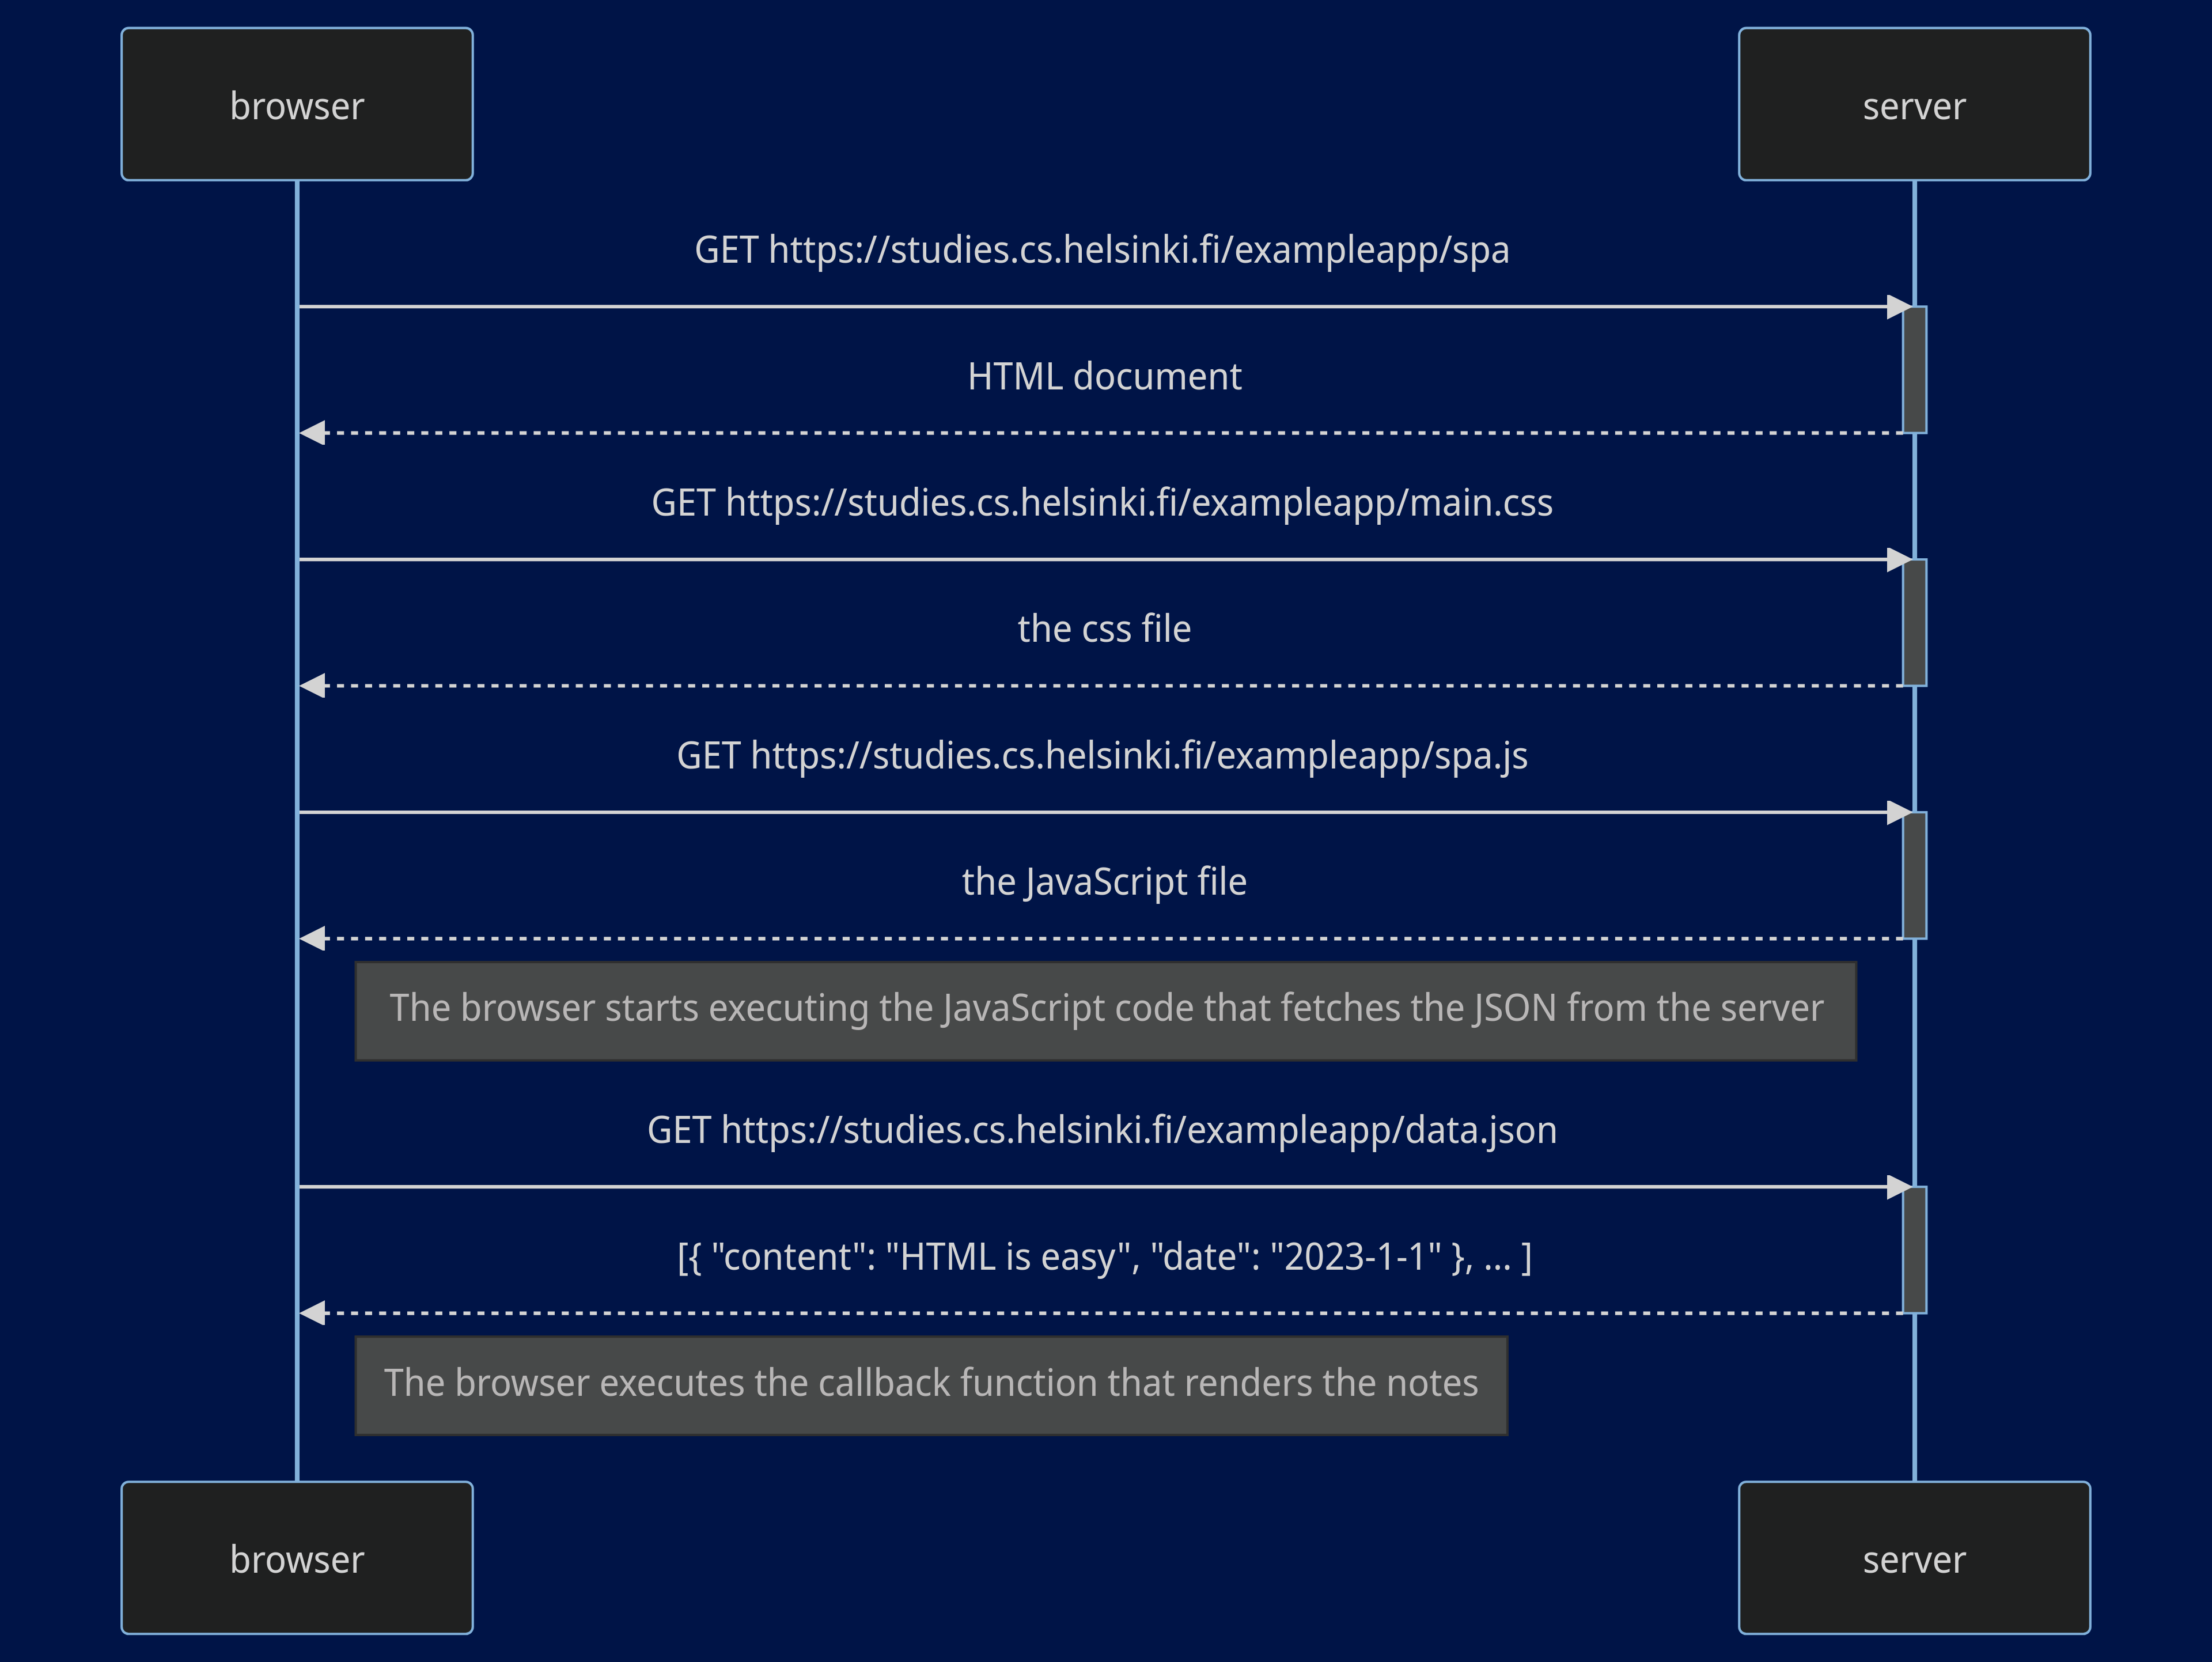 browser
server
GET https://studies.cs.helsinki.fi/exampleapp/spa
HTML document
GET https://studies.cs.helsinki.fi/exampleapp/main.css
the css file
GET https://studies.cs.helsinki.fi/exampleapp/spa.js
the JavaScript file
The browser starts executing the JavaScript code that fetches the JSON from the server
GET https://studies.cs.helsinki.fi/exampleapp/data.json
[{ "content": "HTML is easy", "date": "2023-1-1" }, ... ]
The browser executes the callback function that renders the notes
browser
server